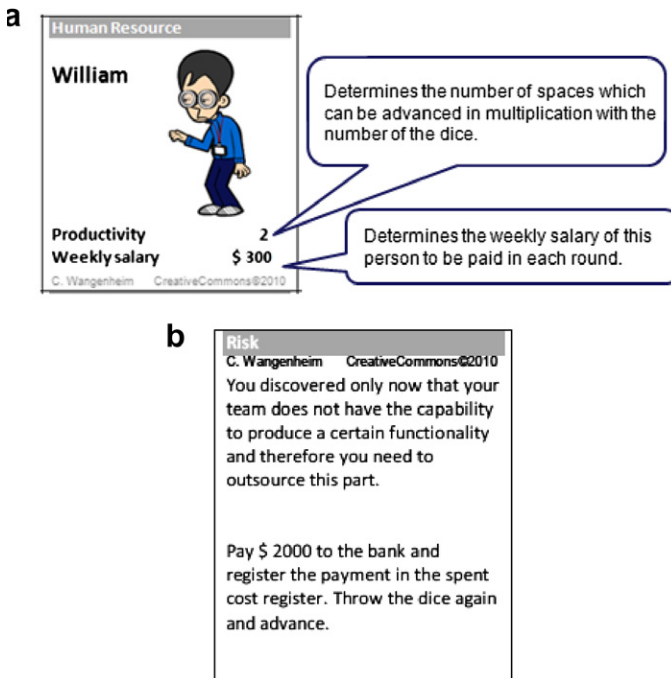 a
Human Resource
William
Determines the number of spaces which
can be advanced in multiplication with the
number of the dice.
Productivity 2
Weekly salary $ 300
C. Wangenheim CreativeCommons©2010
Determines the weekly salary of this
person to be paid in each round.
b
Risk
C. Wangenheim CreativeCommons©2010
You discovered only now that your
team does not have the capability
to produce a certain functionality
and therefore you need to
outsource this part.
Pay $ 2000 to the bank and
register the payment in the spent
cost register. Throw the dice again
and advance.